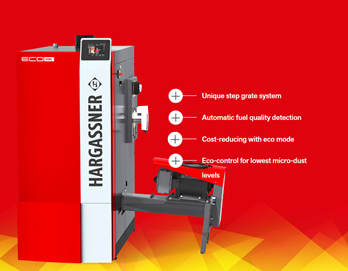 ECO
HARGASSNER
Unique step grate system
Automatic fuel quality detection
Cost-reducing with eco mode
Eco-control for lowest micro-dust
levels